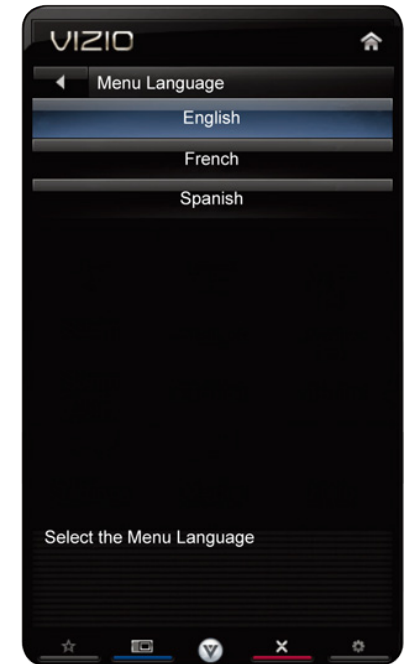 VIZIO
Menu Language
English
French
Spanish
Select the Menu Language
V